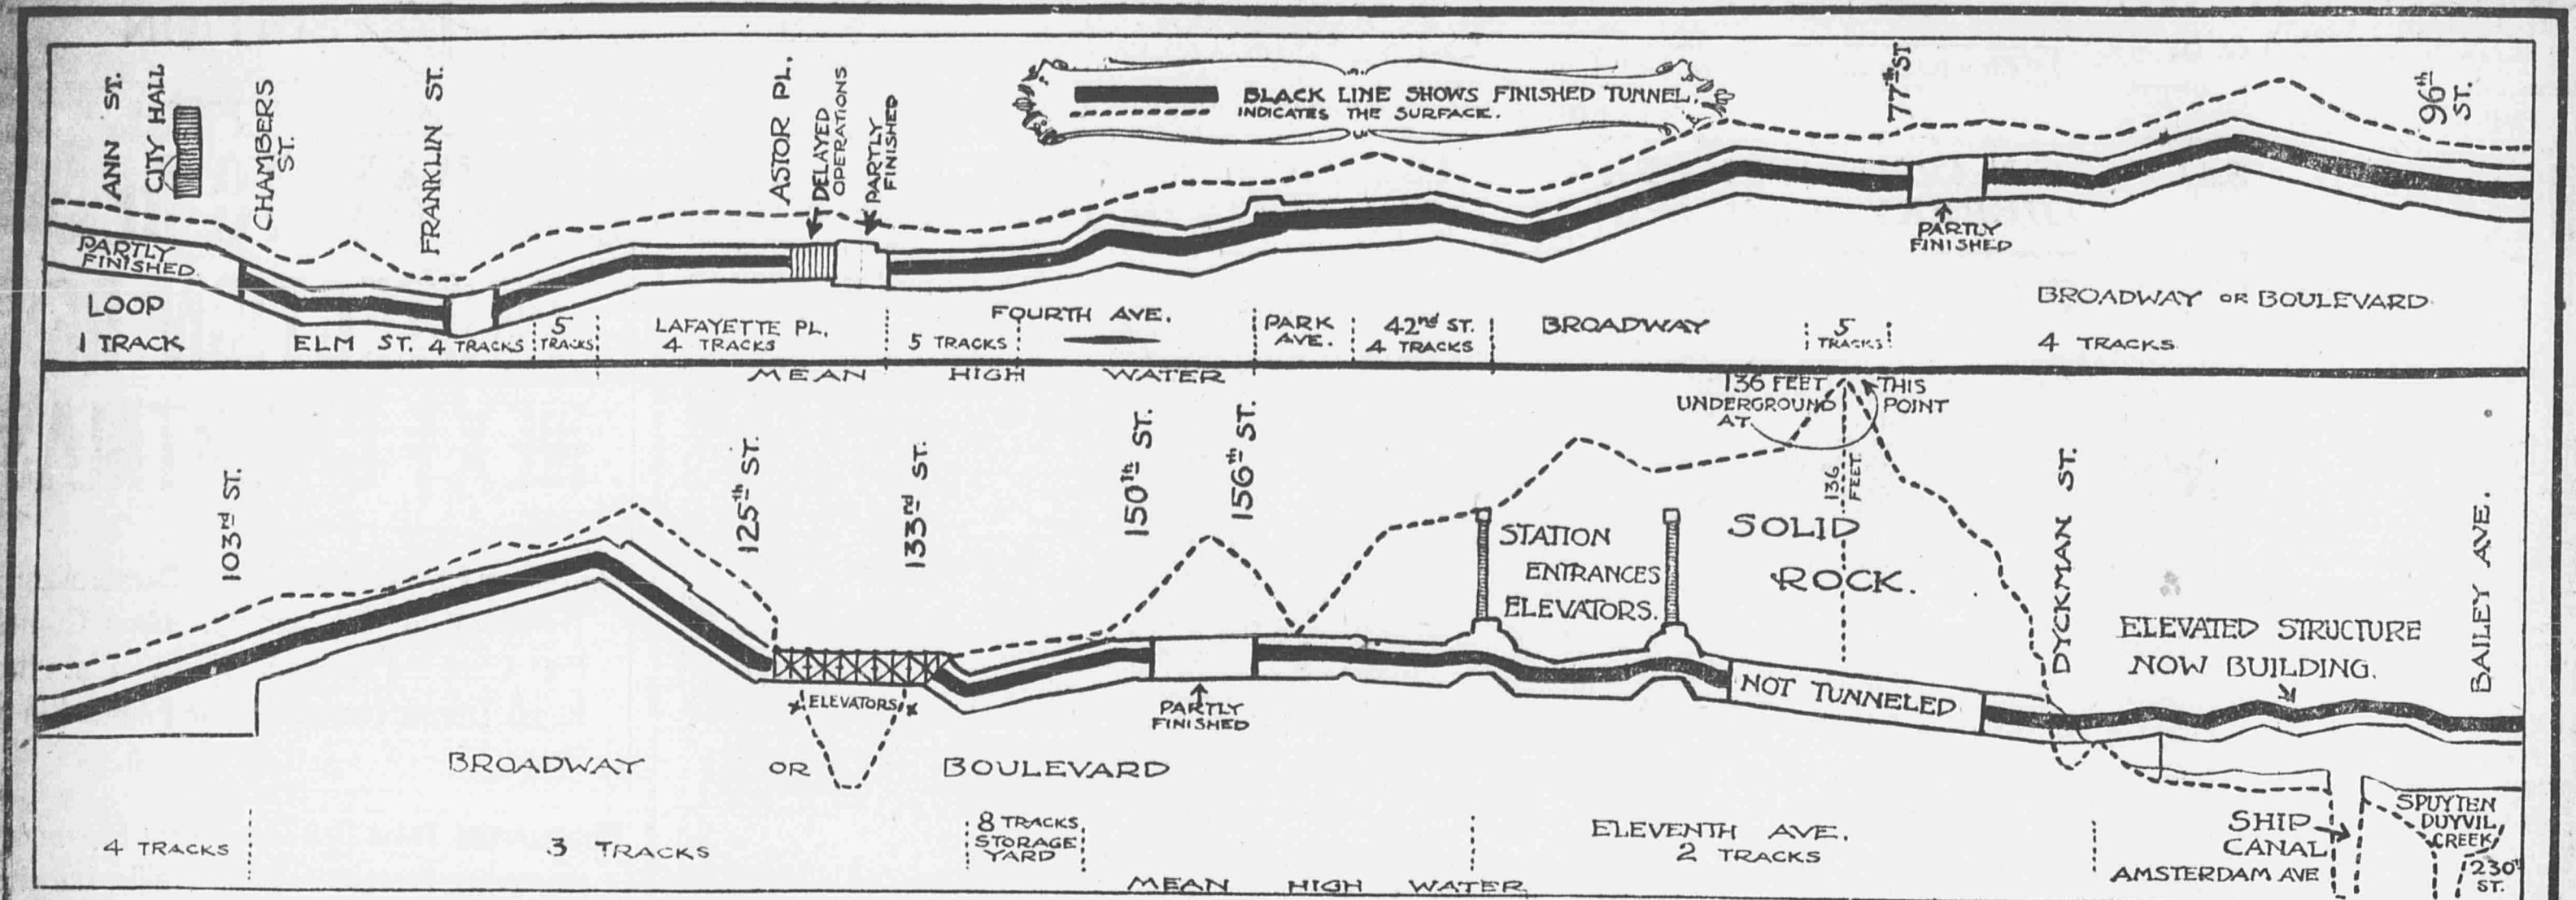 ANN ST.
CITY HALL
CHAMBERS
ST.
FRANKLIN ST.
ASTOR PL.
DELAYED
OPERATIONS
PARTLY
FINISHED
BLACK LINE SHOWS FINISHED TUNNEL.
INDICATES THE SURFACE.
77th ST
96th
ST.
PARTLY
FINISHED
LOOP
1 TRACK
ELM ST. 4 TRACKS
5
TRACKS
LAFAYETTE PL.
4 TRACKS
5 TRACKS
FOURTH AVE.
PARK
AVE.
42nd ST.
4 TRACKS
BROADWAY
5
TRACKS
PARTLY
FINISHED
BROADWAY OR BOULEVARD
4 TRACKS
MEAN HIGH WATER
103rd ST.
125th ST.
133rd ST.
150th ST.
156th ST.
136 FEET
UNDERGROUND
AT
THIS
POINT
136
FEET
STATION
ENTRANCES
ELEVATORS.
SOLID
ROCK.
DYCKMAN ST.
ELEVATED STRUCTURE
NOW BUILDING.
BAILEY AVE.
ELEVATORS
PARTLY
FINISHED
NOT TUNNELED
BROADWAY OR BOULEVARD
4 TRACKS
3 TRACKS
8 TRACKS
STORAGE
YARD
ELEVENTH AVE.
2 TRACKS
SHIP
CANAL
AMSTERDAM AVE
SPUYTEN
DUYVIL
CREEK
230th
ST.
MEAN HIGH WATER